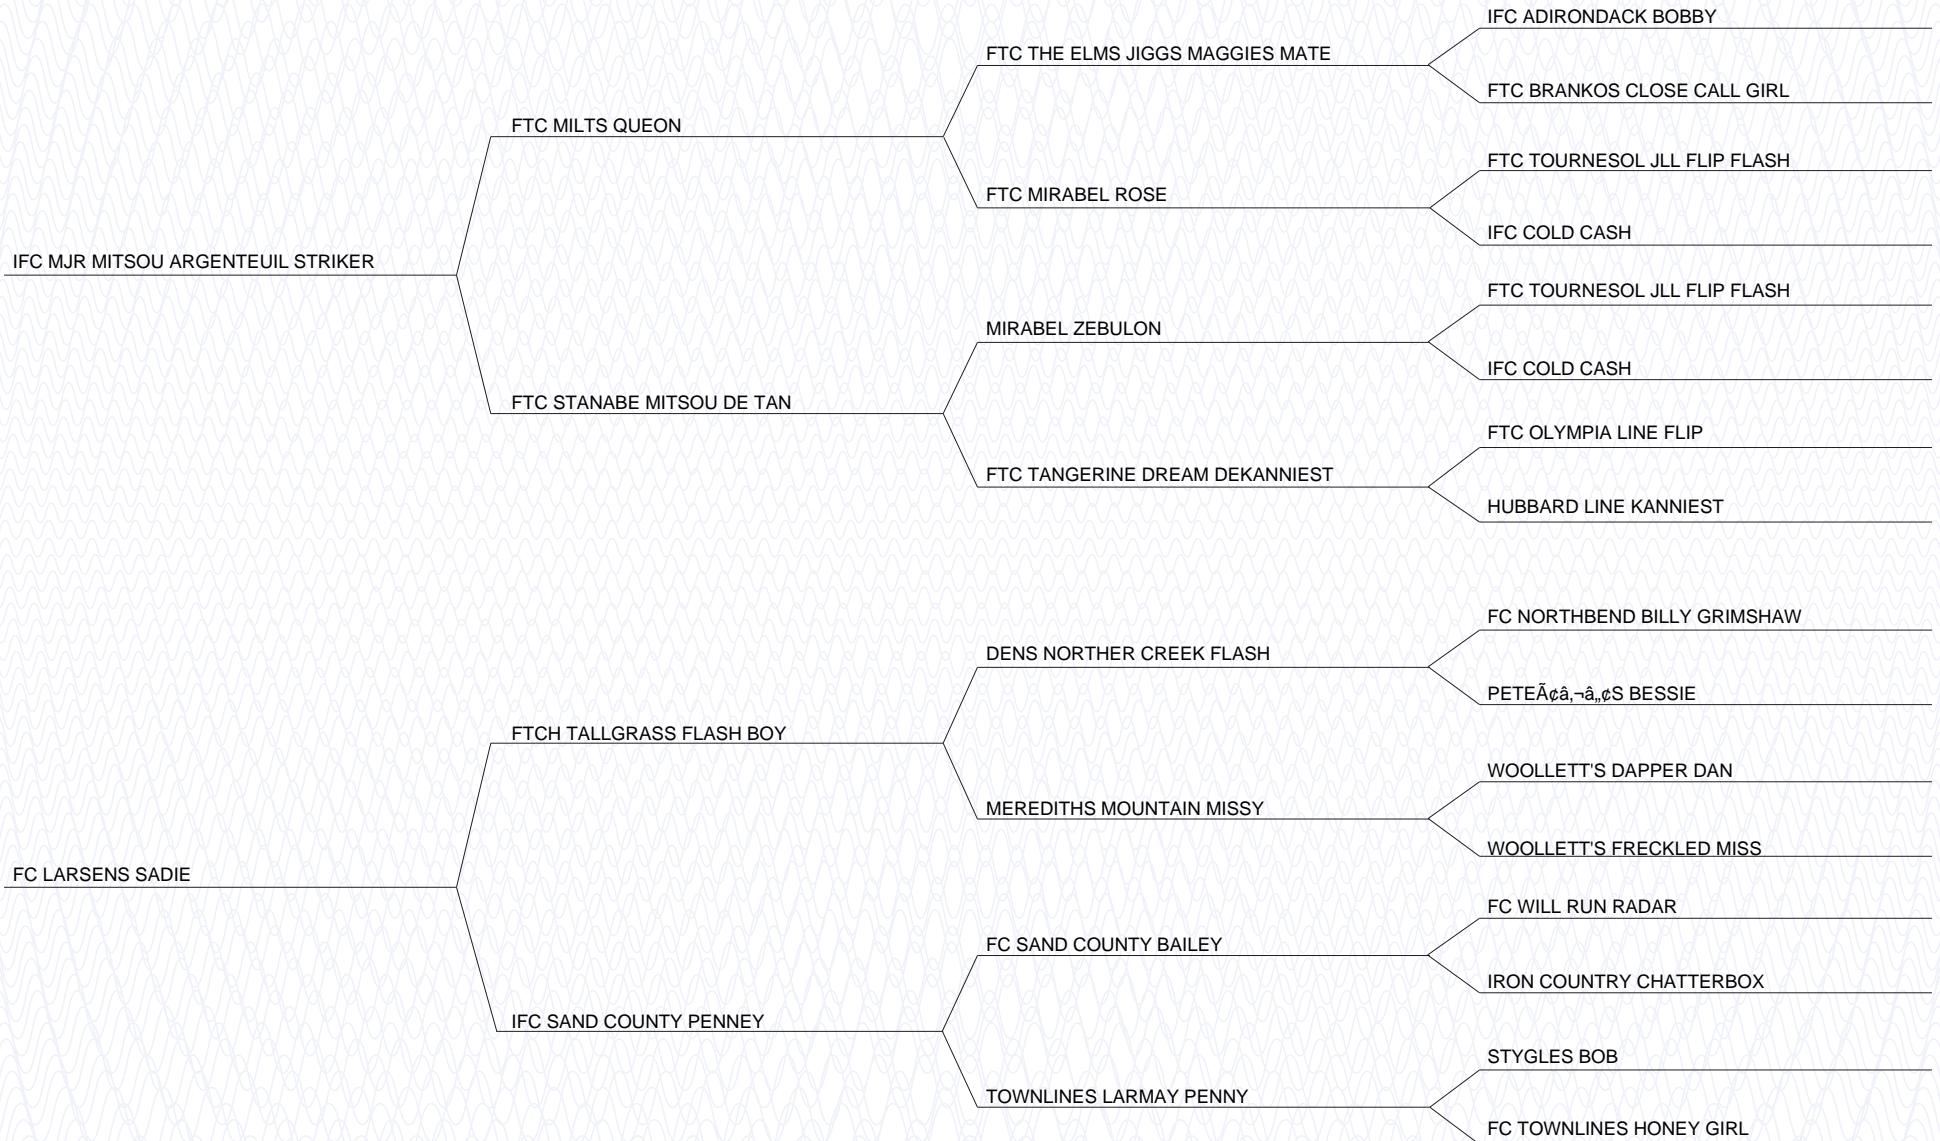 IFC ADIRONDACK BOBBY
FTC THE ELMS JIGGS MAGGIES MATE
FTC BRANKOS CLOSE CALL GIRL
FTC MILTS QUEON
FTC TOURNESOL JLL FLIP FLASH
FTC MIRABEL ROSE
IFC COLD CASH
IFC MJR MITSOU ARGENTEUIL STRIKER
FTC TOURNESOL JLL FLIP FLASH
MIRABEL ZEBULON
IFC COLD CASH
FTC STANABE MITSOU DE TAN
FTC OLYMPIA LINE FLIP
FTC TANGERINE DREAM DEKANNIEST
HUBBARD LINE KANNIEST
FC NORTHBEND BILLY GRIMSHAW
DENS NORTHER CREEK FLASH
PETEÃ¢â‚¬â„¢S BESSIE
FTCH TALLGRASS FLASH BOY
WOOLLETT'S DAPPER DAN
MEREDITHS MOUNTAIN MISSY
WOOLLETT'S FRECKLED MISS
FC LARSENS SADIE
FC WILL RUN RADAR
FC SAND COUNTY BAILEY
IRON COUNTRY CHATTERBOX
IFC SAND COUNTY PENNEY
STYGLES BOB
TOWNLINES LARMAY PENNY
FC TOWNLINES HONEY GIRL